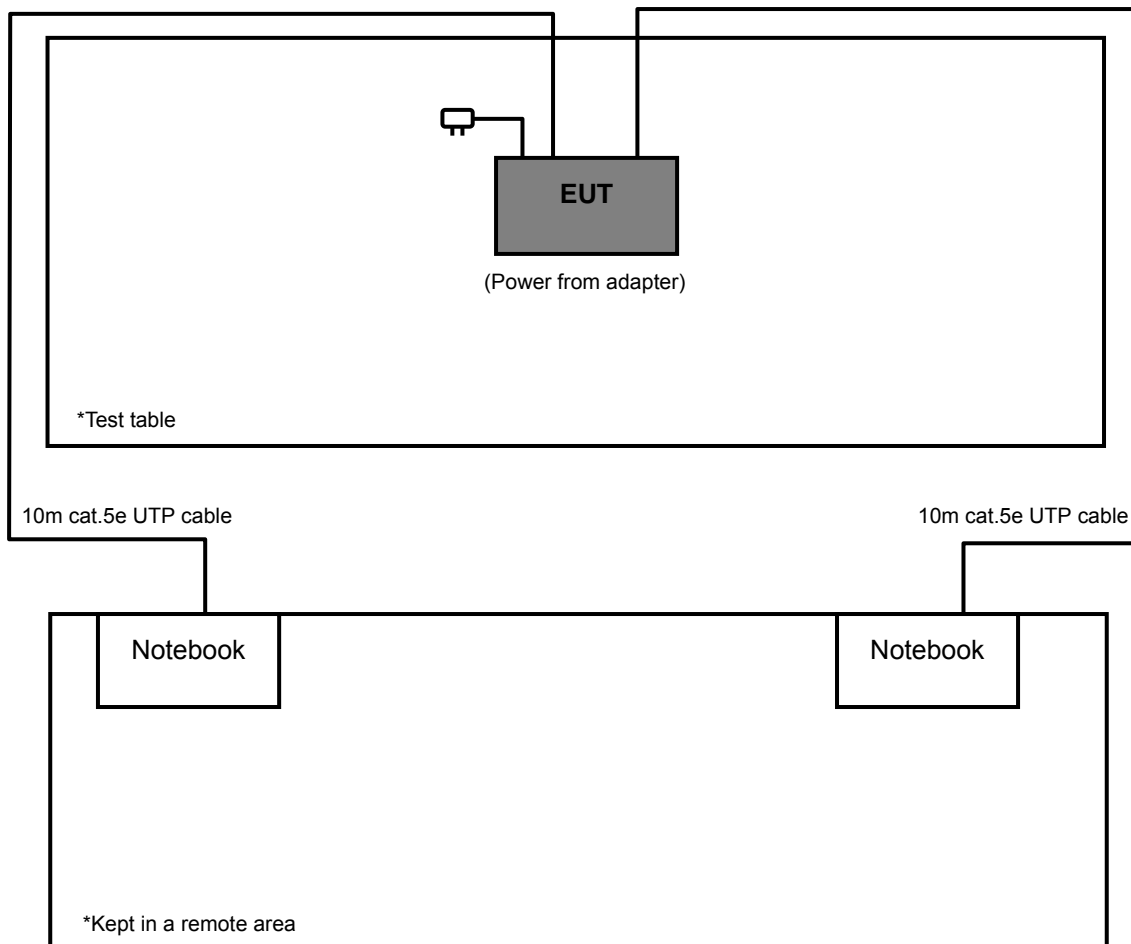 EUT
(Power from adapter)
*Test table
10m cat.5e UTP cable
10m cat.5e UTP cable
Notebook
Notebook
*Kept in a remote area